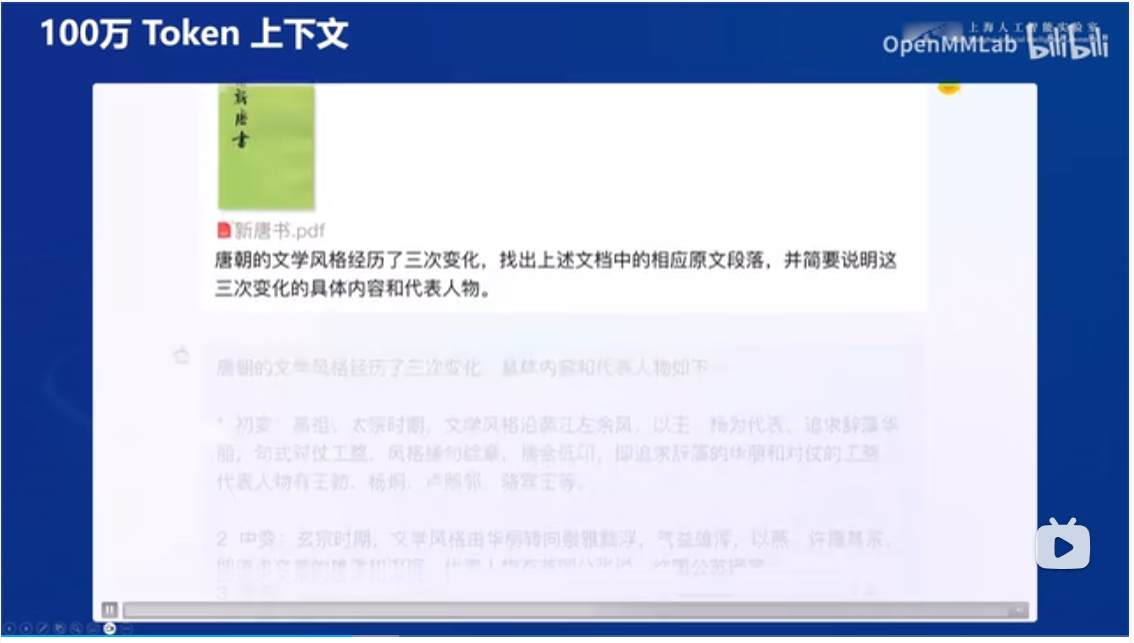 100万 Token 上下文
上海人工智能实验室
OpenMMLab bilibili
新唐书
新唐书.pdf
唐朝的文学风格经历了三次变化，找出上述文档中的相应原文段落，并简要说明这
三次变化的具体内容和代表人物。
唐朝的文学风格经历了三次变化，具体内容和代表人物如下
1 初变：高祖、太宗时期，文学风格沿袭江左余风，以王 杨为代表，追求辞藻华
丽，句式对仗工整，风格绮句绘章，揣合低卬，即追求辞藻的华丽和对仗的工整
代表人物有王勃、杨炯、卢照邻 骆宾王等。
2 中变：玄宗时期，文学风格由华丽转向崇雅黜浮，气益雄浑，以燕 许擅其宗，
3